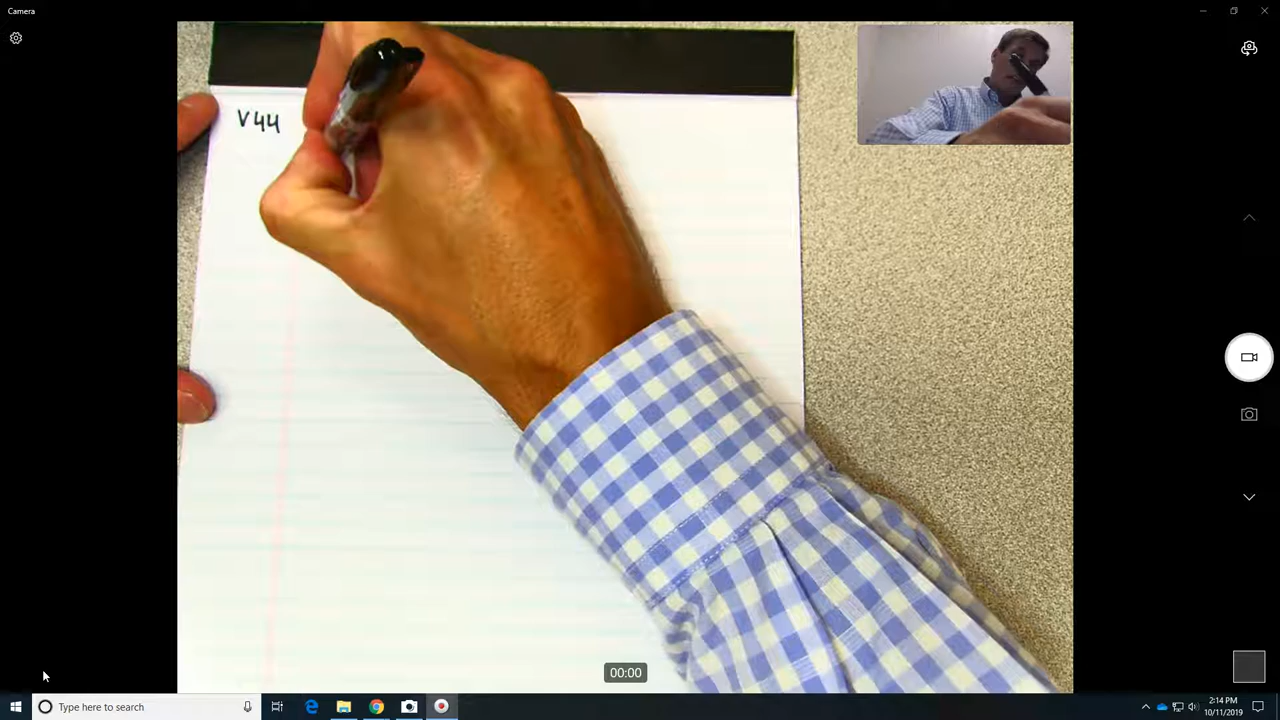 Camera
V44
00:00
Type here to search
2:14 PM
10/11/2019